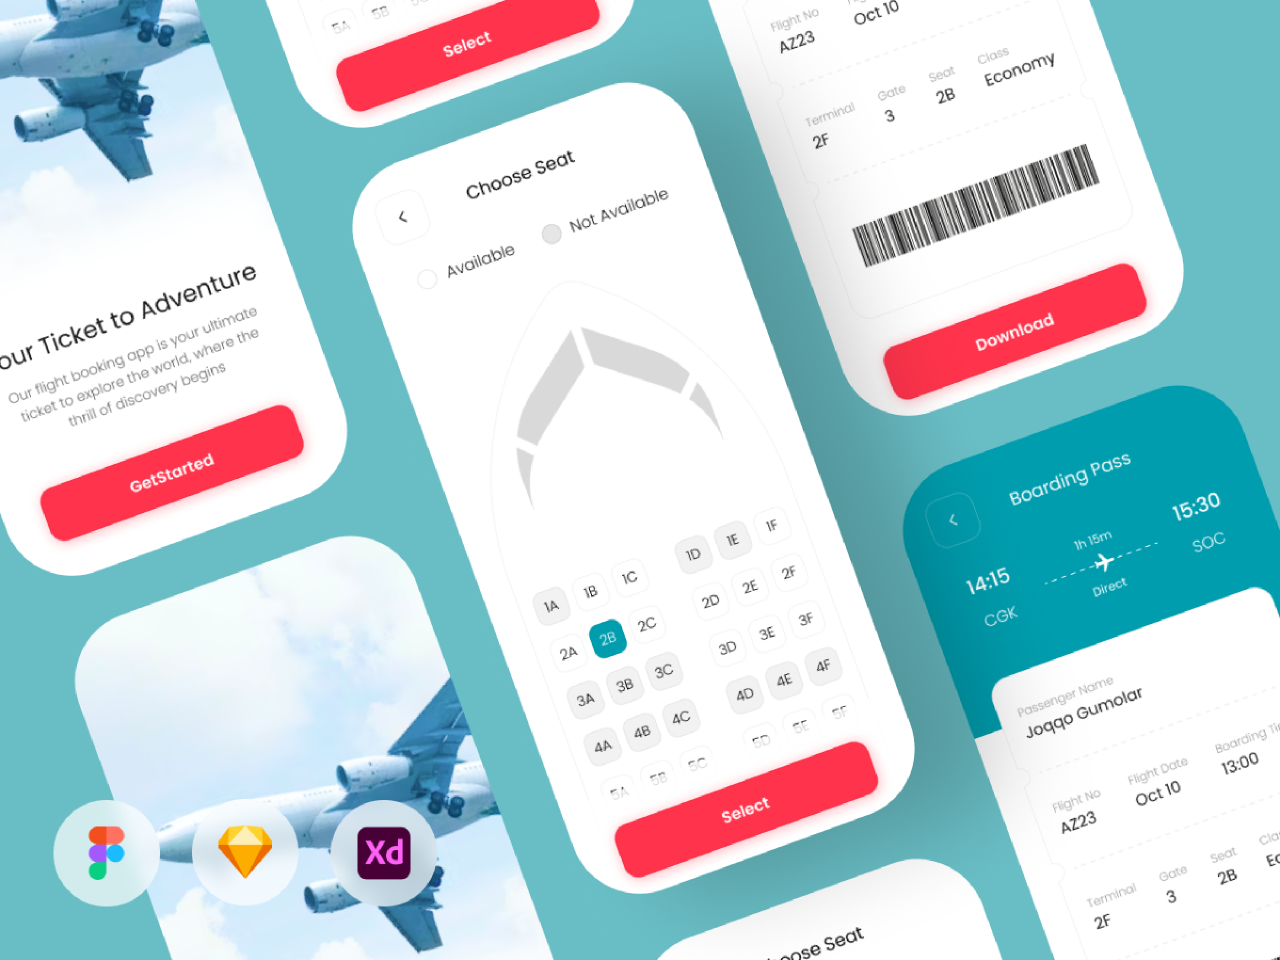 5A 5B
Select
our Ticket to Adventure
Our flight booking app is your ultimate
ticket to explore the world, where the
thrill of discovery begins
GetStarted
Choose Seat
Available
Not Available
1A 1B 1C 1D 1E 1F
2A 2B 2C 2D 2E 2F
3A 3B 3C 3D 3E 3F
4A 4B 4C 4D 4E 4F
5A 5B 5C 5D 5E 5F
Select
Flight No
AZ23
Oct 10
Terminal Gate Seat Class
2F 3 2B Economy
Download
Boarding Pass
14:15 1h 15m 15:30
CGK Direct SOC
Passenger Name
Joqqo Gumolar
Flight No Flight Date Boarding Tim
AZ23 Oct 10 13:00
Terminal Gate Seat Clas
2F 3 2B Ec
hoose Seat
Xd